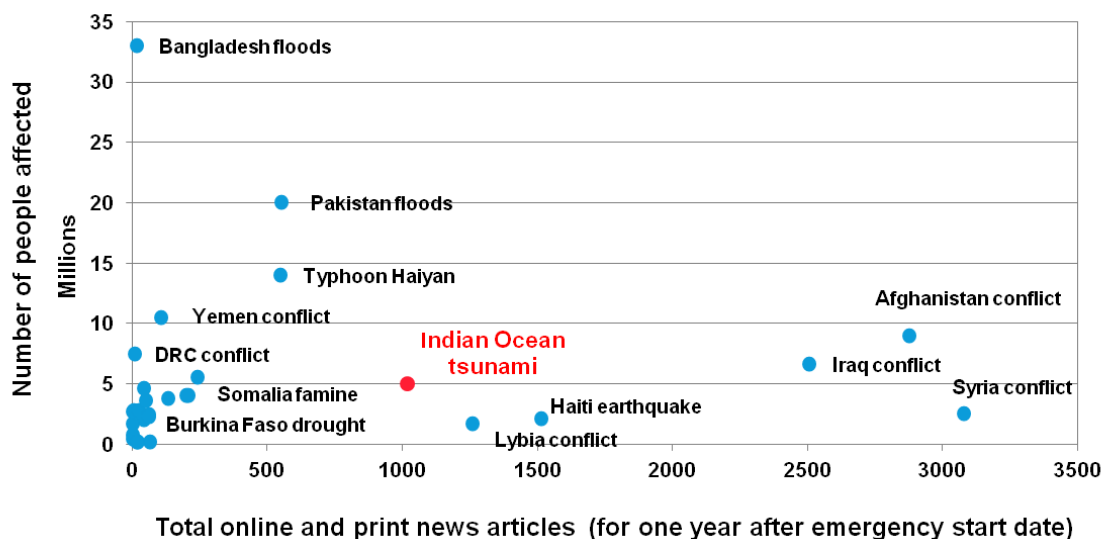 Number of people affected
Millions
35
30
25
20
15
10
5
0
Bangladesh floods
Pakistan floods
Typhoon Haiyan
Afghanistan conflict
Yemen conflict
Indian Ocean
tsunami
DRC conflict
Iraq conflict
Syria conflict
Somalia famine
Haiti earthquake
Burkina Faso drought
Lybia conflict
0
500
1000
1500
2000
2500
3000
3500
Total online and print news articles (for one year after emergency start date)